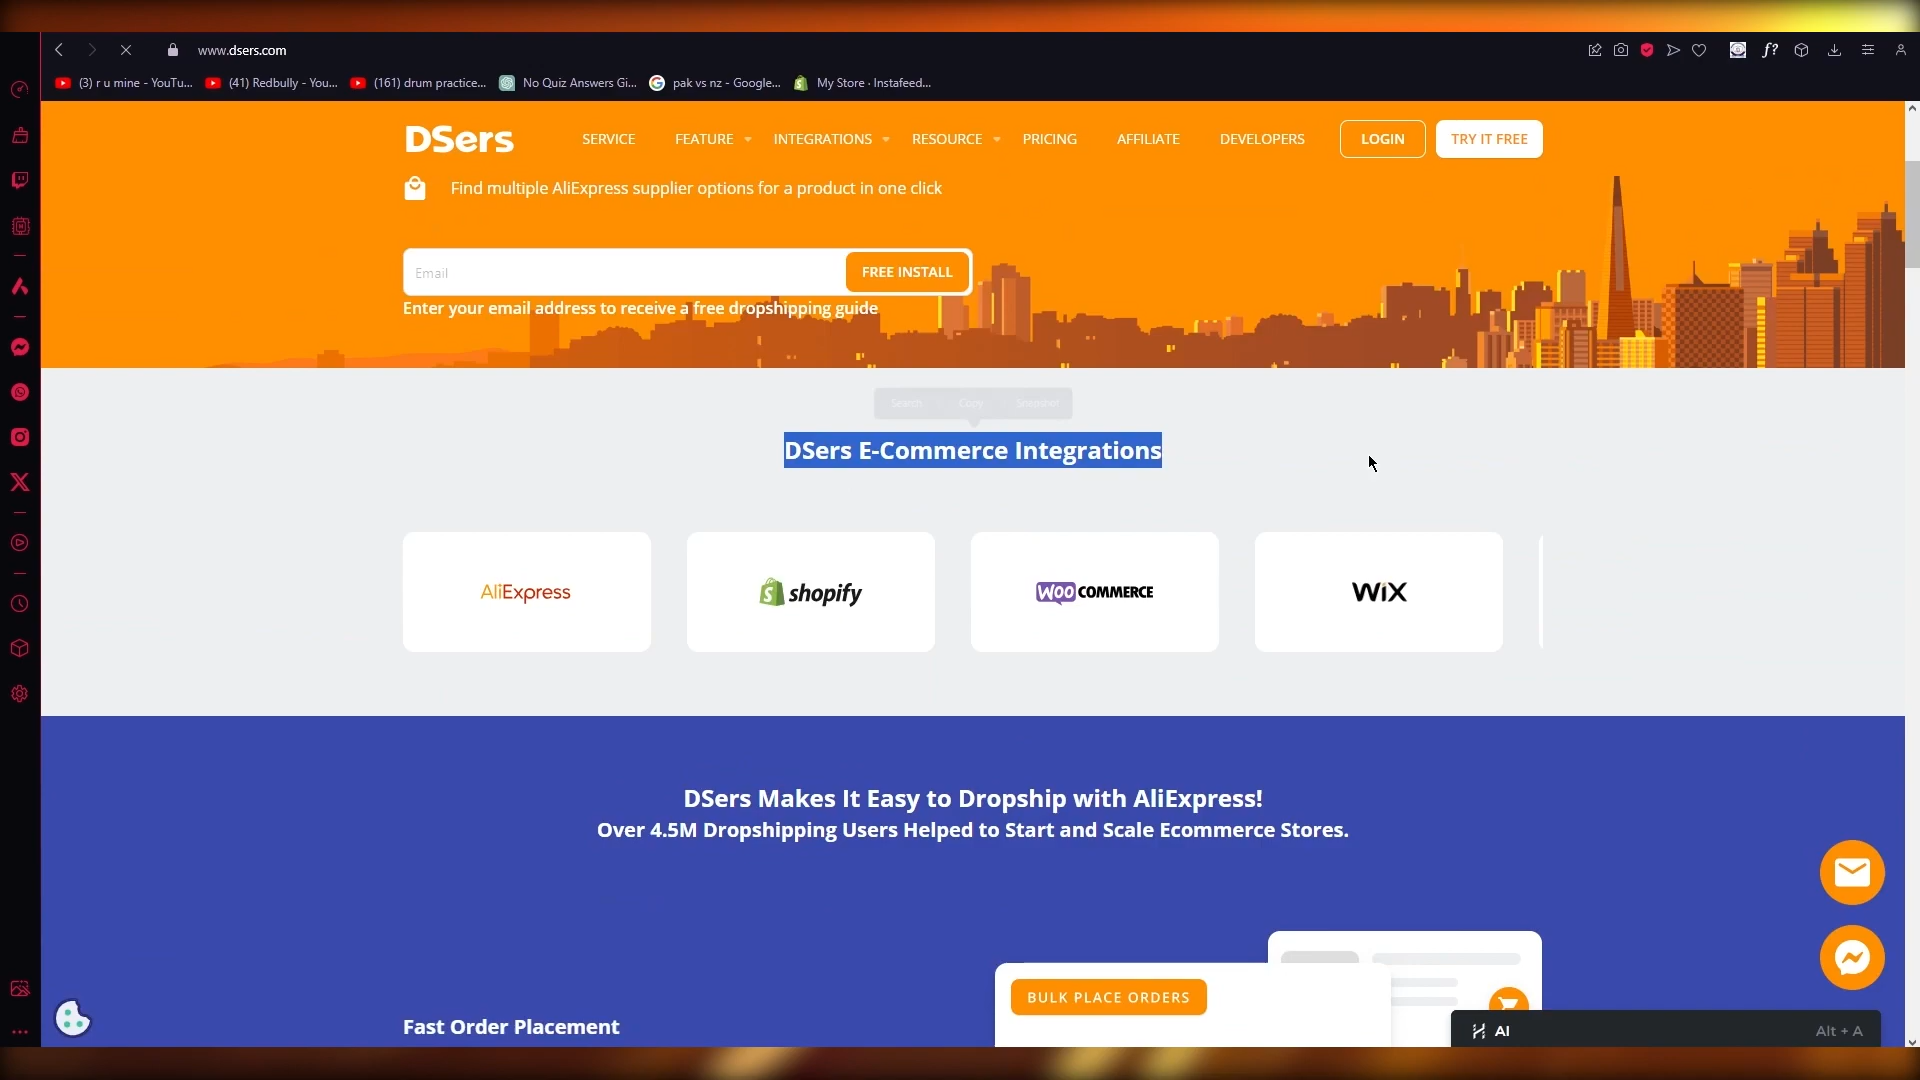 www.dsers.com
(3) r u mine - YouTu...
(41) Redbully - You...
(161) drum practice...
No Quiz Answers Gi...
pak vs nz - Google...
My Store · Instafeed...
DSers
SERVICE
FEATURE
INTEGRATIONS
RESOURCE
PRICING
AFFILIATE
DEVELOPERS
LOGIN
TRY IT FREE
Find multiple AliExpress supplier options for a product in one click
Email
FREE INSTALL
Enter your email address to receive a free dropshipping guide
Search
Copy
Snapshot
DSers E-Commerce Integrations
AliExpress
shopify
WOO COMMERCE
WiX
DSers Makes It Easy to Dropship with AliExpress!
Over 4.5M Dropshipping Users Helped to Start and Scale Ecommerce Stores.
BULK PLACE ORDERS
Fast Order Placement
AI
Alt + A